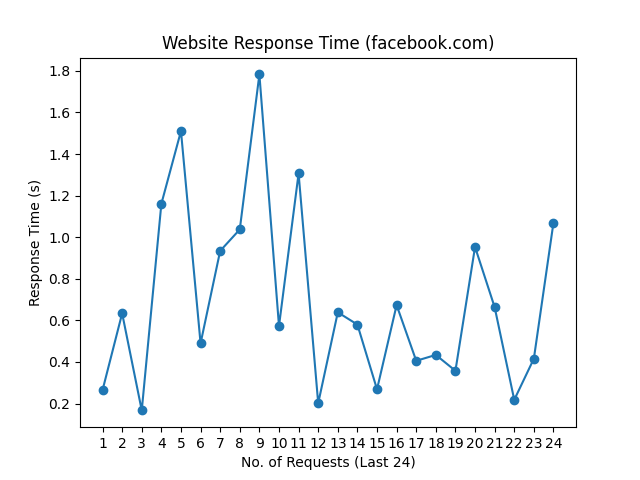 Website Response Time (facebook.com)
1.8
1.6
1.4
1.2
1.0
0.8
0.6
0.4
0.2
Response Time (s)
1 2 3 4 5 6 7 8 9 10 11 12 13 14 15 16 17 18 19 20 21 22 23 24
No. of Requests (Last 24)